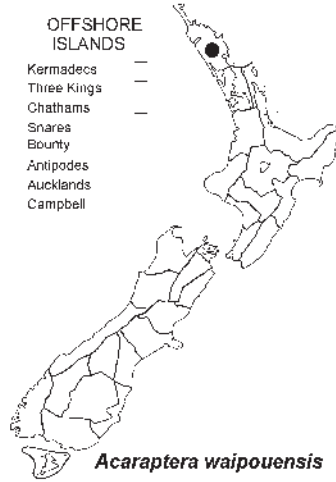 OFFSHORE
ISLANDS
Kermadecs
Three Kings
Chathams
Snares
Bounty
Antipodes
Aucklands
Campbell
Acaraptera waipouensis